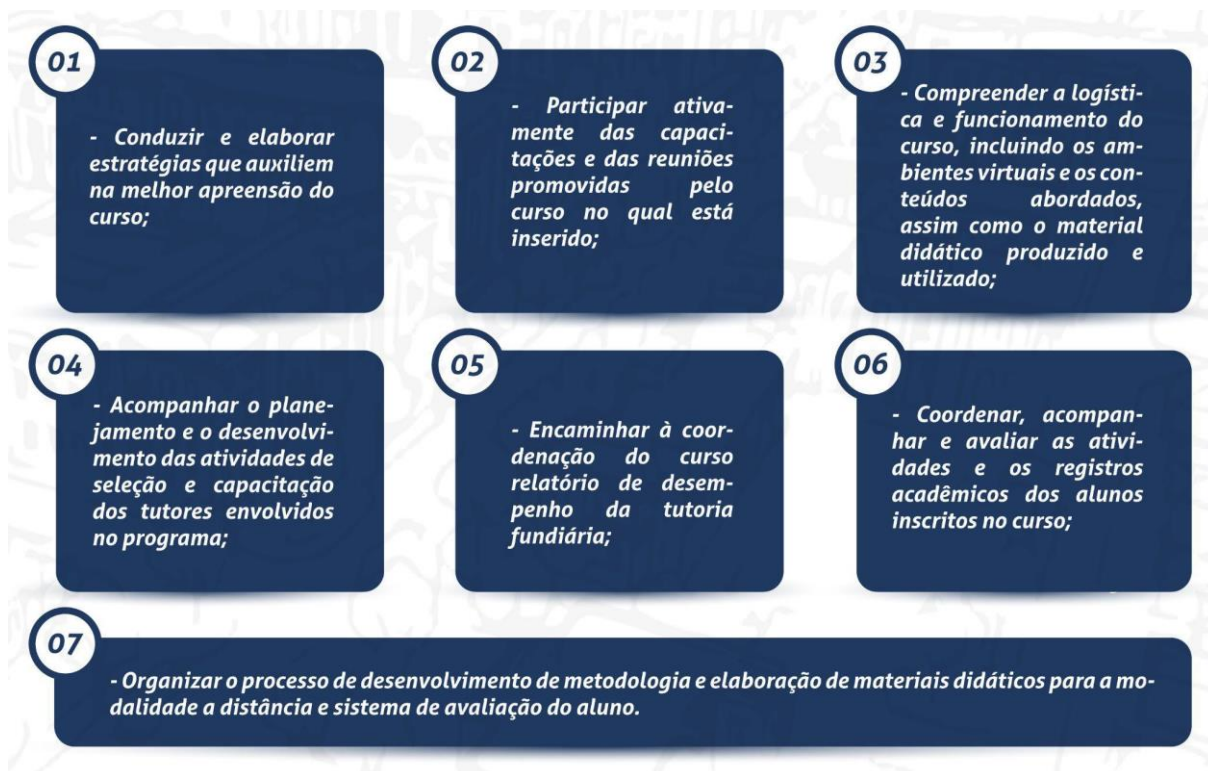 01
- Conduzir e elaborar
estratégias que auxiliem
na melhor apreensão do
curso;
02
- Participar ativa-
mente das capaci-
tações e das reuniões
promovidas pelo
curso no qual está
inserido;
03
- Compreender a logísti-
ca e funcionamento do
curso, incluindo os am-
bientes virtuais e os con-
teúdos abordados,
assim como o material
didático produzido e
utilizado;
04
- Acompanhar o plane-
jamento e o desenvolvi-
mento das atividades de
seleção e capacitação
dos tutores envolvidos
no programa;
05
- Encaminhar à coor-
denação do curso
relatório de desem-
penho da tutoria
fundiária;
06
- Coordenar, acompan-
har e avaliar as ativi-
dades e os registros
acadêmicos dos alunos
inscritos no curso;
07
- Organizar o processo de desenvolvimento de metodologia e elaboração de materiais didáticos para a mo-
dalidade a distância e sistema de avaliação do aluno.